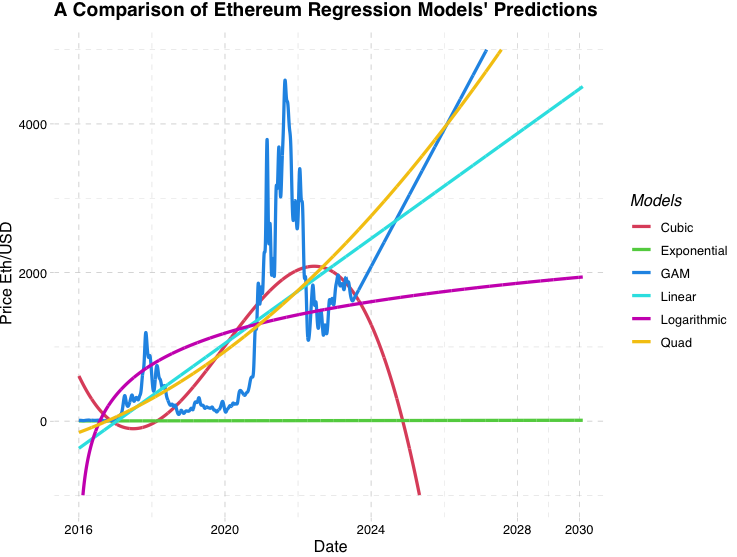 A Comparison of Ethereum Regression Models' Predictions
Price Eth/USD
4000
2000
0
2016
2020
2024
2028
2030
Date
Models
Cubic
Exponential
GAM
Linear
Logarithmic
Quad